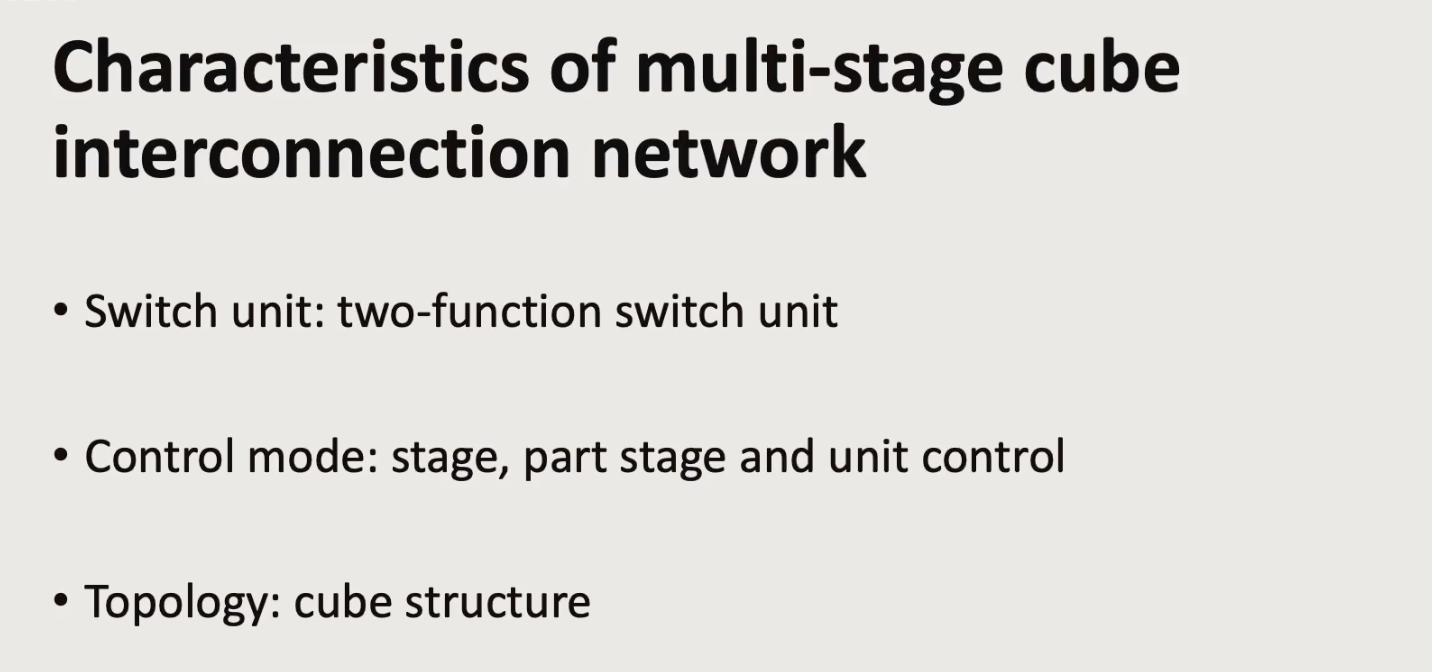 Characteristics of multi-stage cube
interconnection network
• Switch unit: two-function switch unit
• Control mode: stage, part stage and unit control
• Topology: cube structure